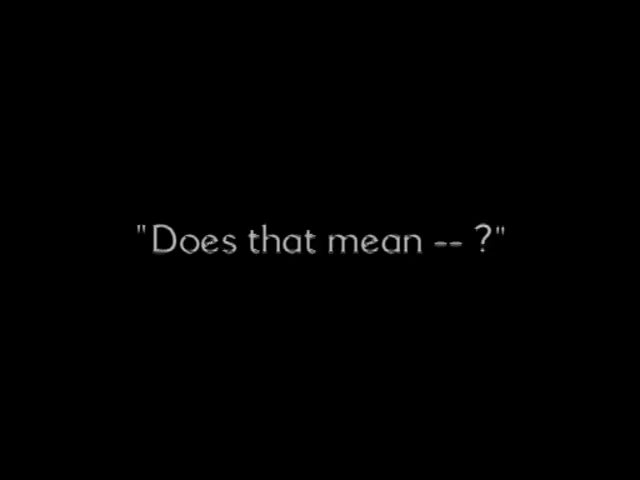 "Does that mean -- ?"